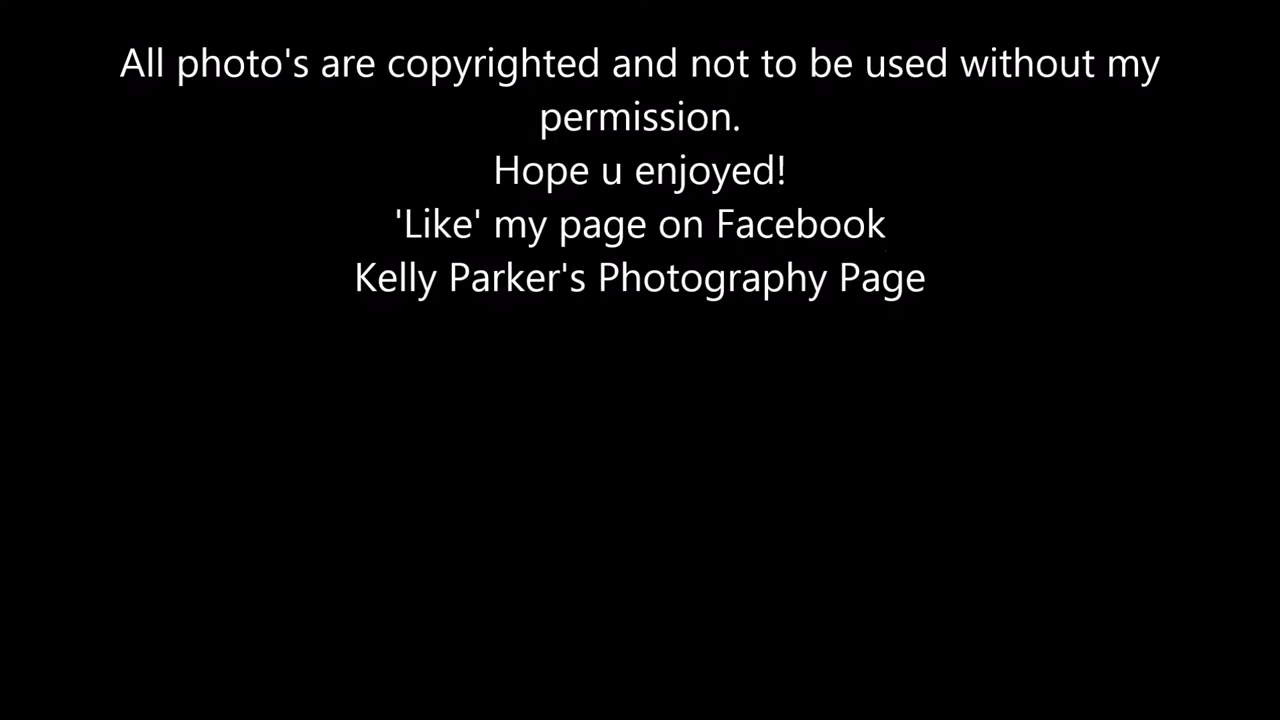 All photo's are copyrighted and not to be used without my
permission.
Hope u enjoyed!
'Like' my page on Facebook
Kelly Parker's Photography Page